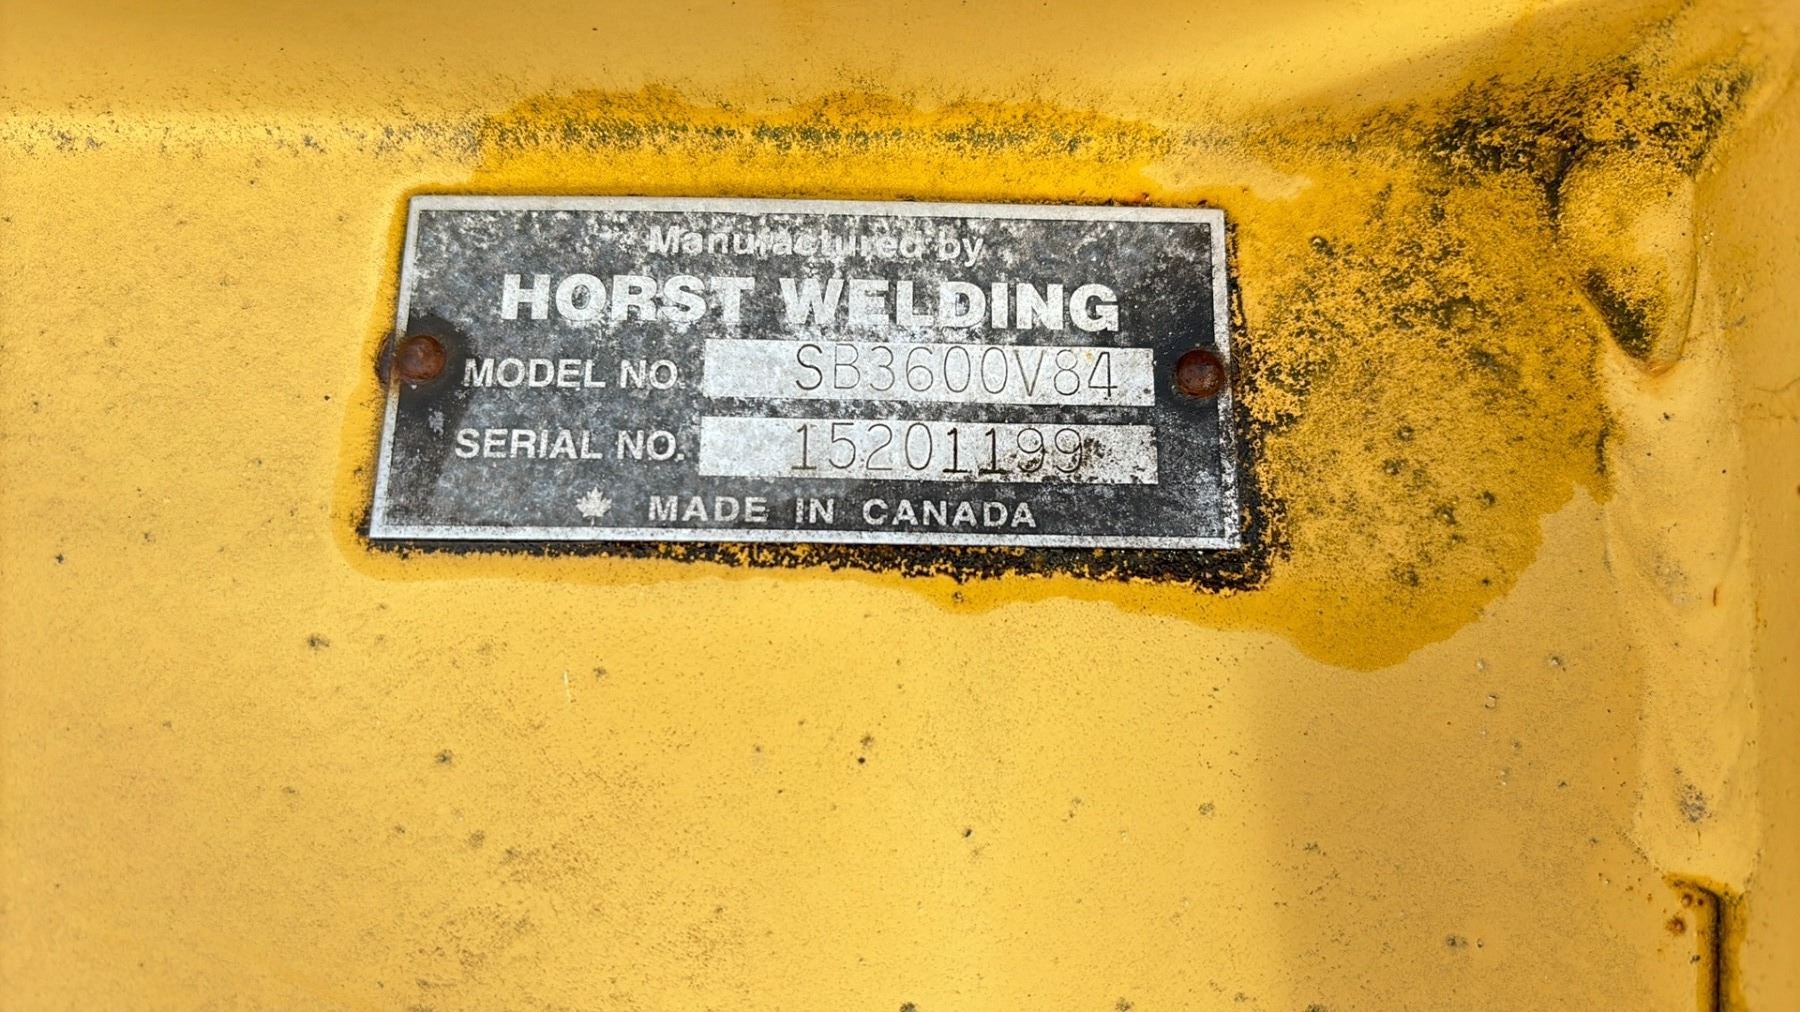 Manufactured by
HORST WELDING
MODEL NO. SB3600V84
SERIAL NO. 15201199
MADE IN CANADA